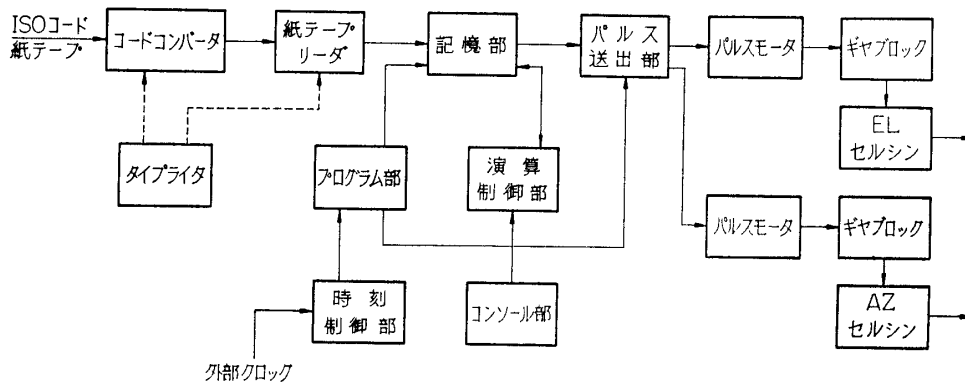 ISOコード
紙テープ
コードコンバータ
紙テープ
リーダ
記憶部
パルス
送出部
パルスモータ
ギヤブロック
EL
セルシン
タイプライタ
プログラム部
演算
制御部
パルスモータ
ギヤブロック
AZ
セルシン
時刻
制御部
コンソール部
外部クロック